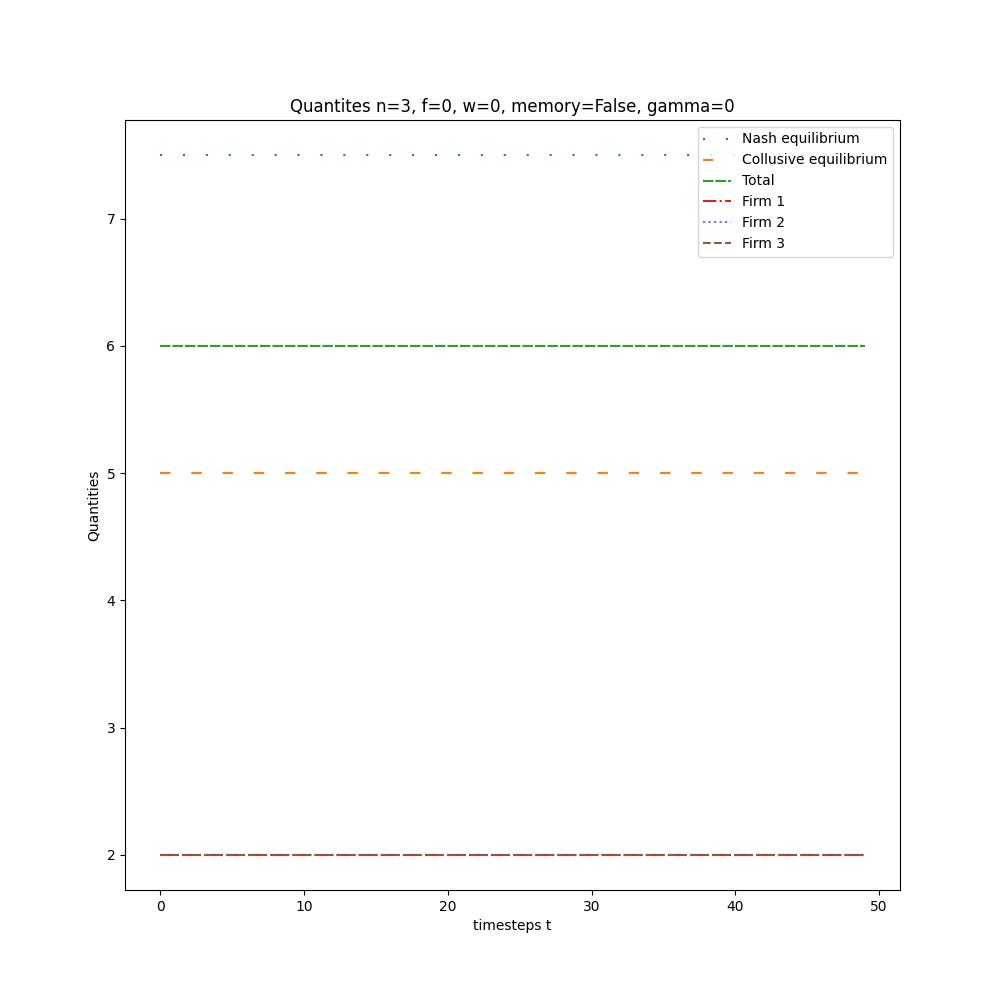 Quantites n=3, f=0, w=0, memory=False, gamma=0
Nash equilibrium
Collusive equilibrium
Total
Firm 1
Firm 2
Firm 3
7
6
5
4
3
2
Quantities
0 10 20 30 40 50
timesteps t